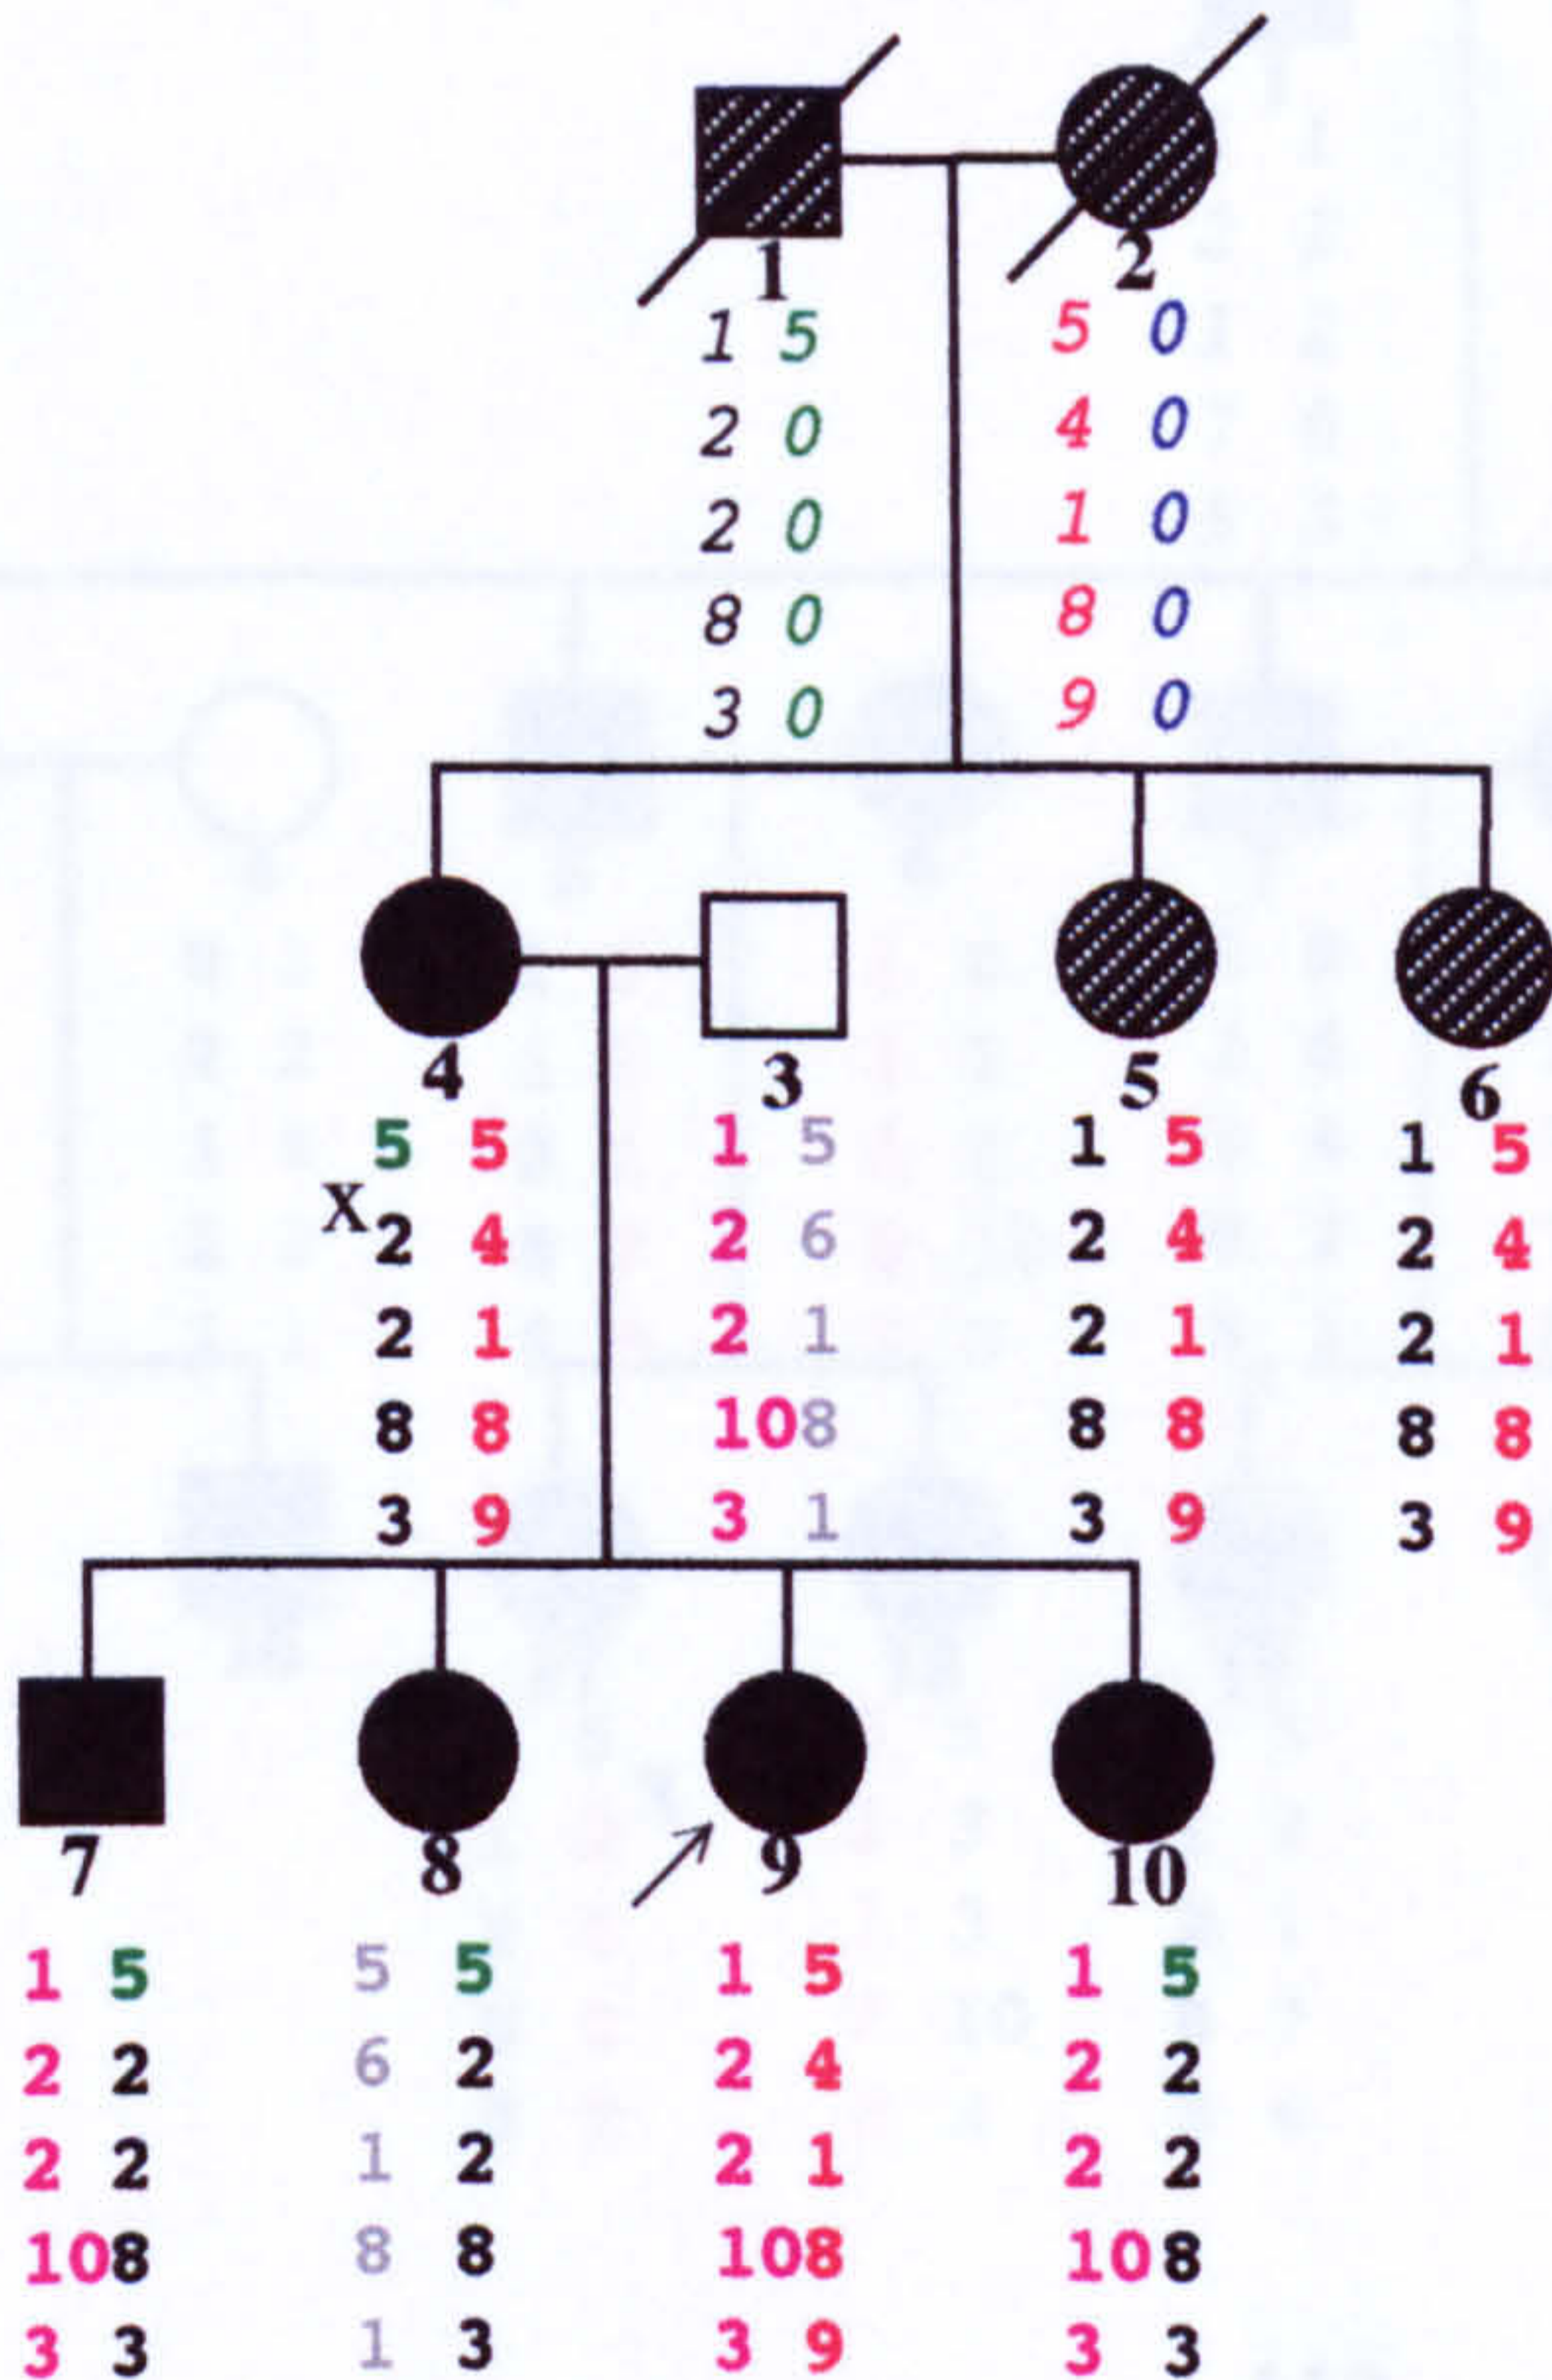 1 2
1 5 5 0
2 0 4 0
2 0 1 0
8 0 8 0
3 0 9 0
4 3 5 6
5 5 1 5 1 5 1 5
X 2 4 2 6 2 4 2 4
2 1 2 1 2 1 2 1
8 8 10 8 8 8 8 8
3 9 3 1 3 9 3 9
7 8 9 10
1 5 5 5 1 5 1 5
2 2 6 2 2 4 2 2
2 2 1 2 2 1 2 2
10 8 8 8 10 8 10 8
3 3 1 3 3 9 3 3